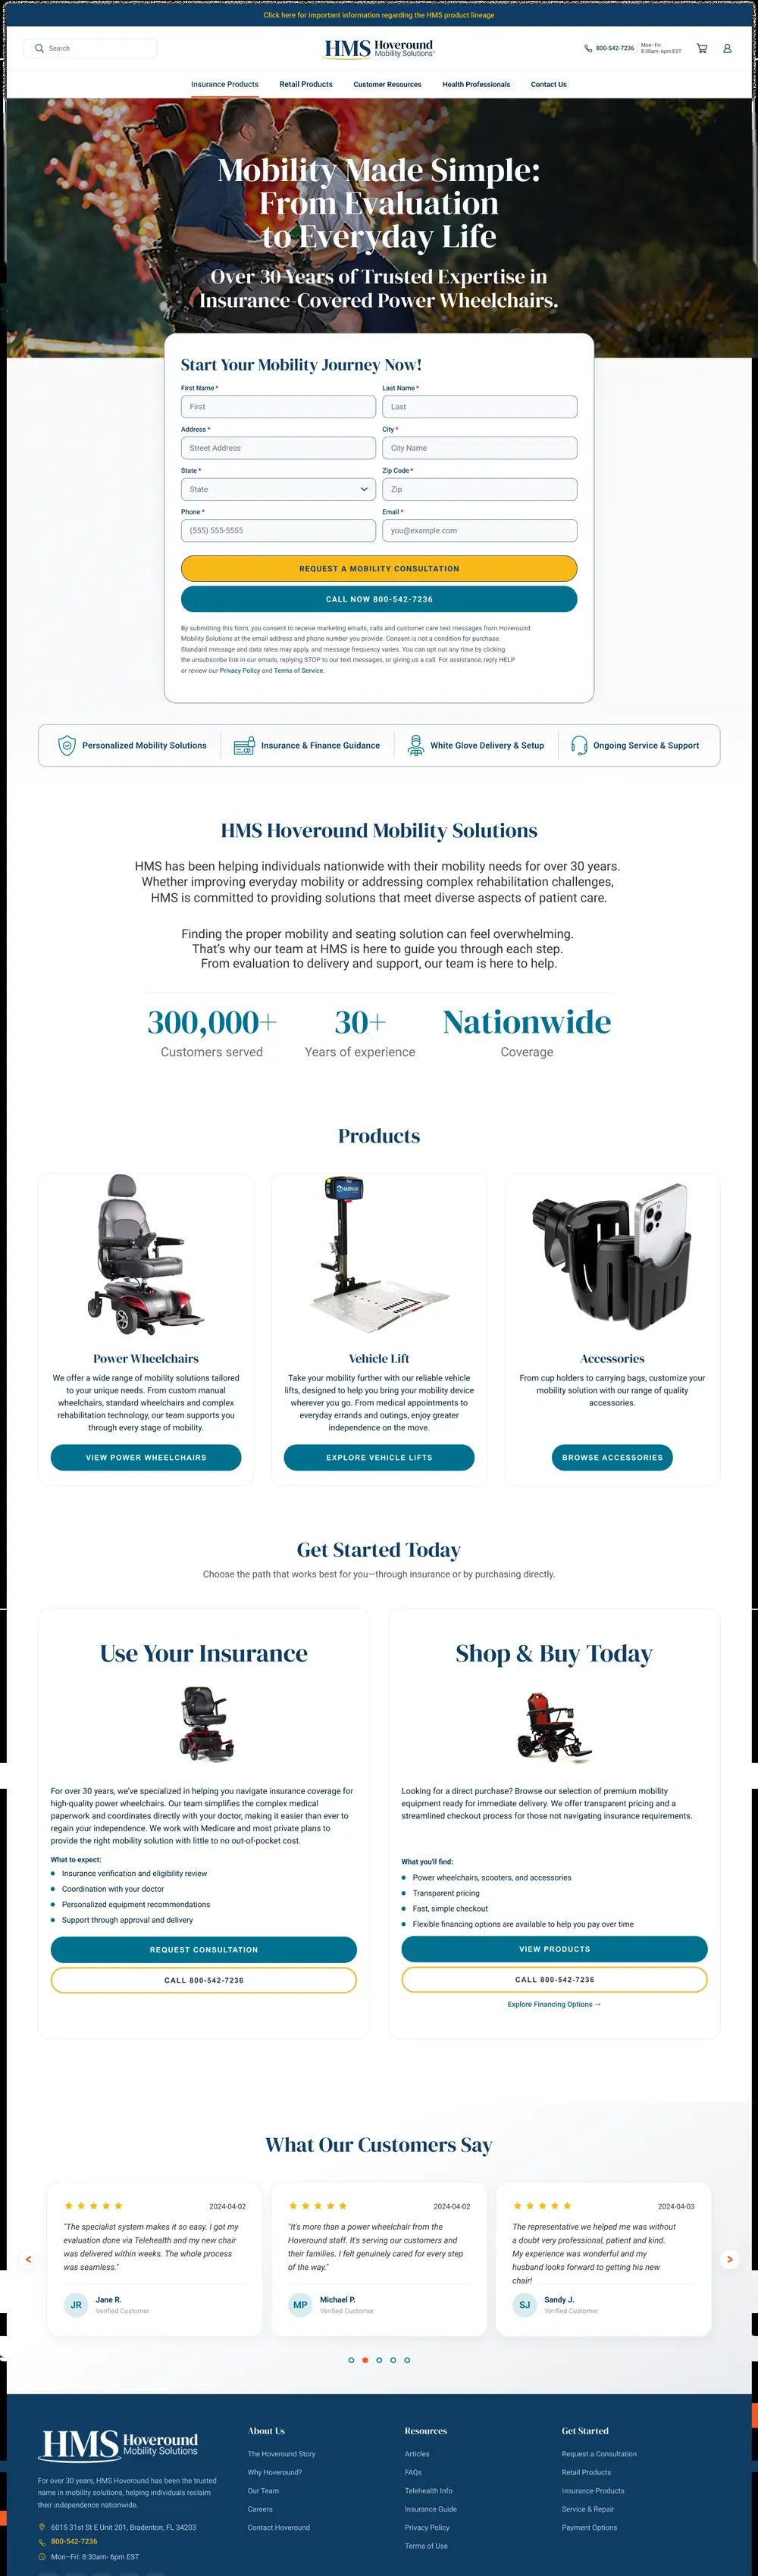 Click here for important information regarding the HMS product lineage
Search
HMS Hoveround
Mobility Solutions
800-542-7236
Mon–Fri:
8:30am- 6pm EST
Insurance Products
Retail Products
Customer Resources
Health Professionals
Contact Us
Mobility Made Simple:
From Evaluation
to Everyday Life
Over 30 Years of Trusted Expertise in
Insurance-Covered Power Wheelchairs.
Start Your Mobility Journey Now!
First Name *
Last Name *
First
Last
Address *
City *
Street Address
City Name
State *
Zip Code *
State
Zip
Phone *
Email *
(555) 555-5555
you@example.com
REQUEST A MOBILITY CONSULTATION
CALL NOW 800-542-7236
By submitting this form, you consent to receive marketing emails, calls and customer care text messages from Hoveround
Mobility Solutions at the email address and phone number you provide. Consent is not a condition for purchase.
Standard message and data rates may apply, and message frequency varies. You can opt out any time by clicking
the unsubscribe link in our emails, replying STOP to our text messages, or giving us a call. For assistance, reply HELP
or review our Privacy Policy and Terms of Service.
Personalized Mobility Solutions
Insurance & Finance Guidance
White Glove Delivery & Setup
Ongoing Service & Support
HMS Hoveround Mobility Solutions
HMS has been helping individuals nationwide with their mobility needs for over 30 years.
Whether improving everyday mobility or addressing complex rehabilitation challenges,
HMS is committed to providing solutions that meet diverse aspects of patient care.
Finding the proper mobility and seating solution can feel overwhelming.
That's why our team at HMS is here to guide you through each step.
From evaluation to delivery and support, our team is here to help.
300,000+
Customers served
30+
Years of experience
Nationwide
Coverage
Products
HARMAR
Power Wheelchairs
We offer a wide range of mobility solutions tailored
to your unique needs. From custom manual
wheelchairs, standard wheelchairs and complex
rehabilitation technology, our team supports you
through every stage of mobility.
VIEW POWER WHEELCHAIRS
Vehicle Lift
Take your mobility further with our reliable vehicle
lifts, designed to help you bring your mobility device
wherever you go. From medical appointments to
everyday errands and outings, enjoy greater
independence on the move.
EXPLORE VEHICLE LIFTS
Accessories
From cup holders to carrying bags, customize your
mobility solution with our range of quality
accessories.
BROWSE ACCESSORIES
Get Started Today
Choose the path that works best for you—through insurance or by purchasing directly.
Use Your Insurance
For over 30 years, we've specialized in helping you navigate insurance coverage for
high-quality power wheelchairs. Our team simplifies the complex medical
paperwork and coordinates directly with your doctor, making it easier than ever to
regain your independence. We work with Medicare and most private plans to
provide the right mobility solution with little to no out-of-pocket cost.
What to expect:
Insurance verification and eligibility review
Coordination with your doctor
Personalized equipment recommendations
Support through approval and delivery
REQUEST CONSULTATION
CALL 800-542-7236
Shop & Buy Today
Looking for a direct purchase? Browse our selection of premium mobility
equipment ready for immediate delivery. We offer transparent pricing and a
streamlined checkout process for those not navigating insurance requirements.
What you'll find:
Power wheelchairs, scooters, and accessories
Transparent pricing
Fast, simple checkout
Flexible financing options are available to help you pay over time
VIEW PRODUCTS
CALL 800-542-7236
Explore Financing Options →
What Our Customers Say
2024-04-02
"The specialist system makes it so easy. I got my
evaluation done via Telehealth and my new chair
was delivered within weeks. The whole process
was seamless."
JR
Jane R.
Verified Customer
2024-04-02
"It's more than a power wheelchair from the
Hoveround staff. It's serving our customers and
their families. I felt genuinely cared for every step
of the way."
MP
Michael P.
Verified Customer
2024-04-03
The representative we helped me was without
a doubt very professional, patient and kind.
My experience was wonderful and my
husband looks forward to getting his new
chair!
SJ
Sandy J.
Verified Customer
HMS Hoveround
Mobility Solutions
For over 30 years, HMS Hoveround has been the trusted
name in mobility solutions, helping individuals reclaim
their independence nationwide.
6015 31st St E Unit 201, Bradenton, FL 34203
800-542-7236
Mon–Fri: 8:30am- 6pm EST
About Us
The Hoveround Story
Why Hoveround?
Our Team
Careers
Contact Hoveround
Resources
Articles
FAQs
Telehealth Info
Insurance Guide
Privacy Policy
Terms of Use
Get Started
Request a Consultation
Retail Products
Insurance Products
Service & Repair
Payment Options